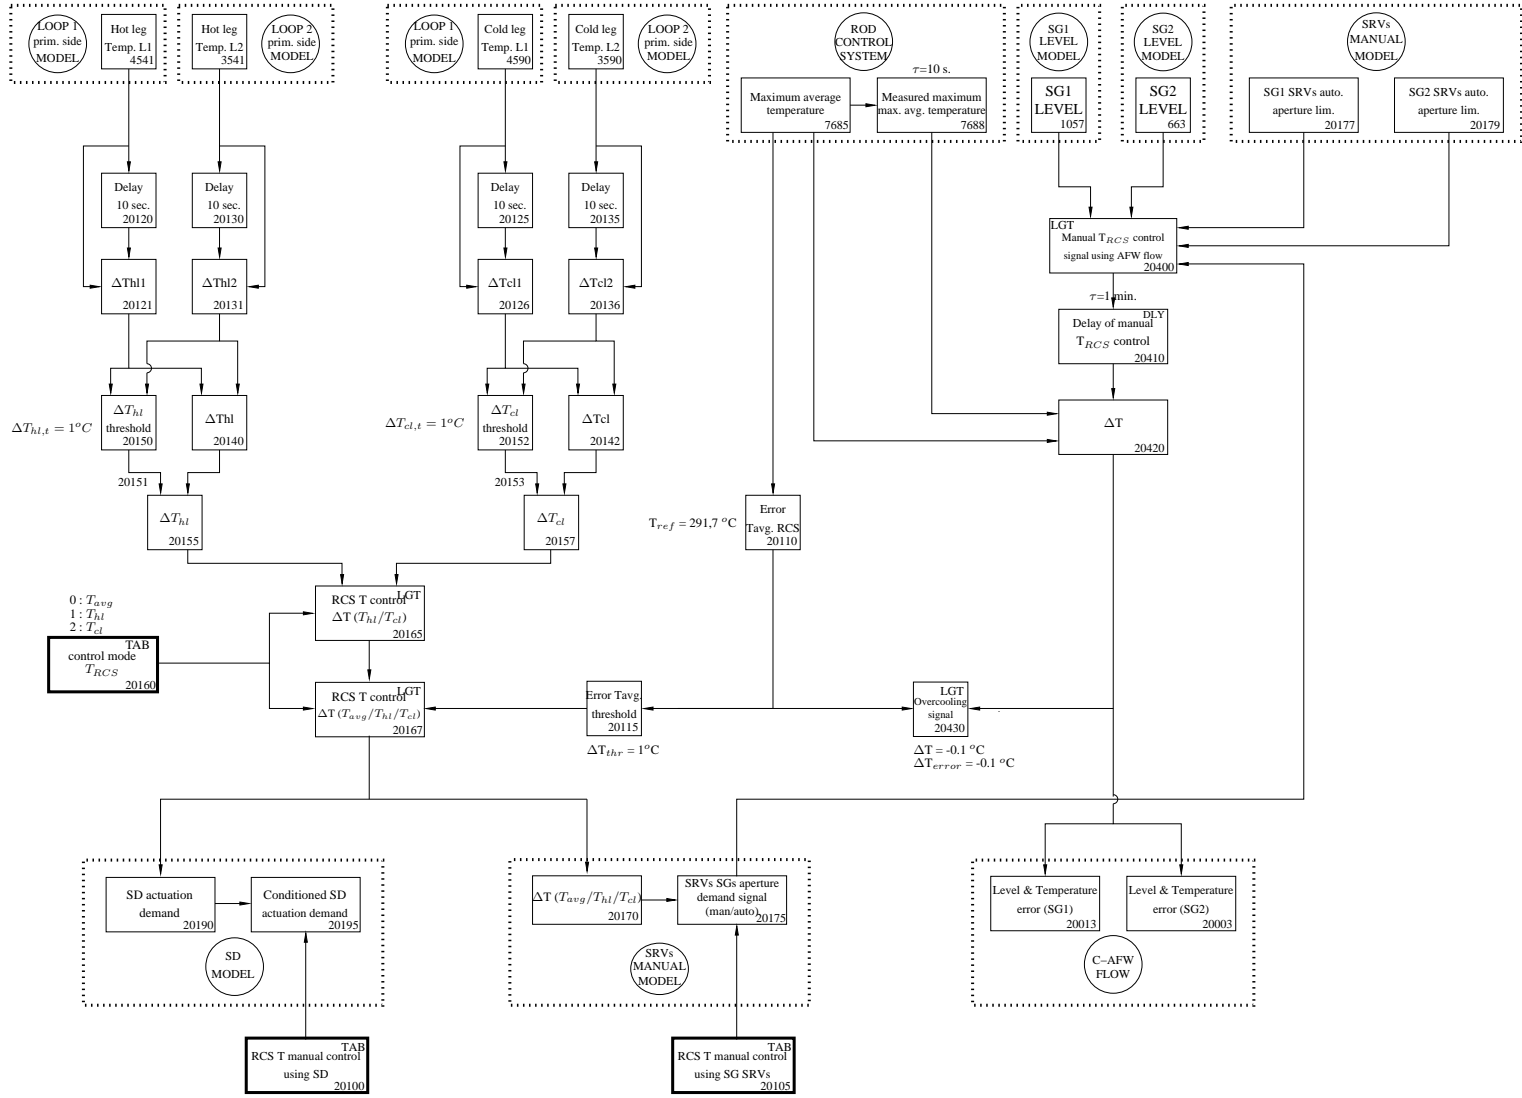 LOOP 1
prim. side
MODEL
Hot leg
Temp. L1
4541
Hot leg
Temp. L2
3541
LOOP 2
prim. side
MODEL
LOOP 1
prim. side
MODEL
Cold leg
Temp. L1
4590
Cold leg
Temp. L2
3590
LOOP 2
prim. side
MODEL
ROD
CONTROL
SYSTEM
τ=10 s.
Maximum average
temperature
7685
Measured maximum
max. avg. temperature
7688
SG1
LEVEL
MODEL
SG1
LEVEL
1057
SG2
LEVEL
MODEL
SG2
LEVEL
663
SRVs
MANUAL
MODEL
SG1 SRVs auto.
aperture lim.
20177
SG2 SRVs auto.
aperture lim.
20179
Delay
10 sec.
20120
Delay
10 sec.
20130
Delay
10 sec.
20125
Delay
10 sec.
20135
LGT
Manual T_RCS control
signal using AFW flow
20400
ΔThl1
20121
ΔThl2
20131
ΔTcl1
20126
ΔTcl2
20136
τ=1 min.
DLY
Delay of manual
T_RCS control
20410
ΔT_hl,t = 1°C
ΔT_hl
threshold
20150
ΔThl
20140
ΔT_cl,t = 1°C
ΔT_cl
threshold
20152
ΔTcl
20142
ΔT
20420
20151
ΔT_hl
20155
20153
ΔT_cl
20157
T_ref = 291,7 °C
Error
Tavg. RCS
20110
0 : T_avg
1 : T_hl
2 : T_cl
TAB
control mode
T_RCS
20160
LGT
RCS T control
ΔT (T_hl/T_cl)
20165
LGT
RCS T control
ΔT (T_avg/T_hl/T_cl)
20167
Error Tavg.
threshold
20115
ΔT_thr = 1°C
LGT
Overcooling
signal
20430
ΔT = -0.1 °C
ΔT_error = -0.1 °C
SD actuation
demand
20190
Conditioned SD
actuation demand
20195
SD
MODEL
ΔT (T_avg/T_hl/T_cl)
20170
SRVs SGs aperture
demand signal
(man/auto)
20175
SRVs
MANUAL
MODEL
Level & Temperature
error (SG1)
20013
Level & Temperature
error (SG2)
20003
C–AFW
FLOW
TAB
RCS T manual control
using SD
20100
TAB
RCS T manual control
using SG SRVs
20105